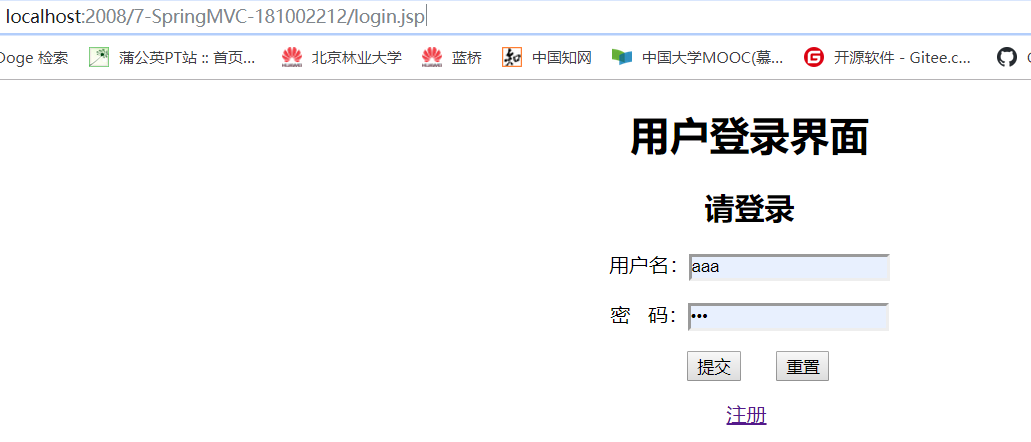 localhost:2008/7-SpringMVC-181002212/login.jsp
Doge 检索 蒲公英PT站 :: 首页... HUAWEI 北京林业大学 HUAWEI 蓝桥 知 中国知网 中国大学MOOC(慕... G 开源软件 - Gitee.c...
用户登录界面
请登录
用户名：aaa
密 码：•••
提交 重置
注册